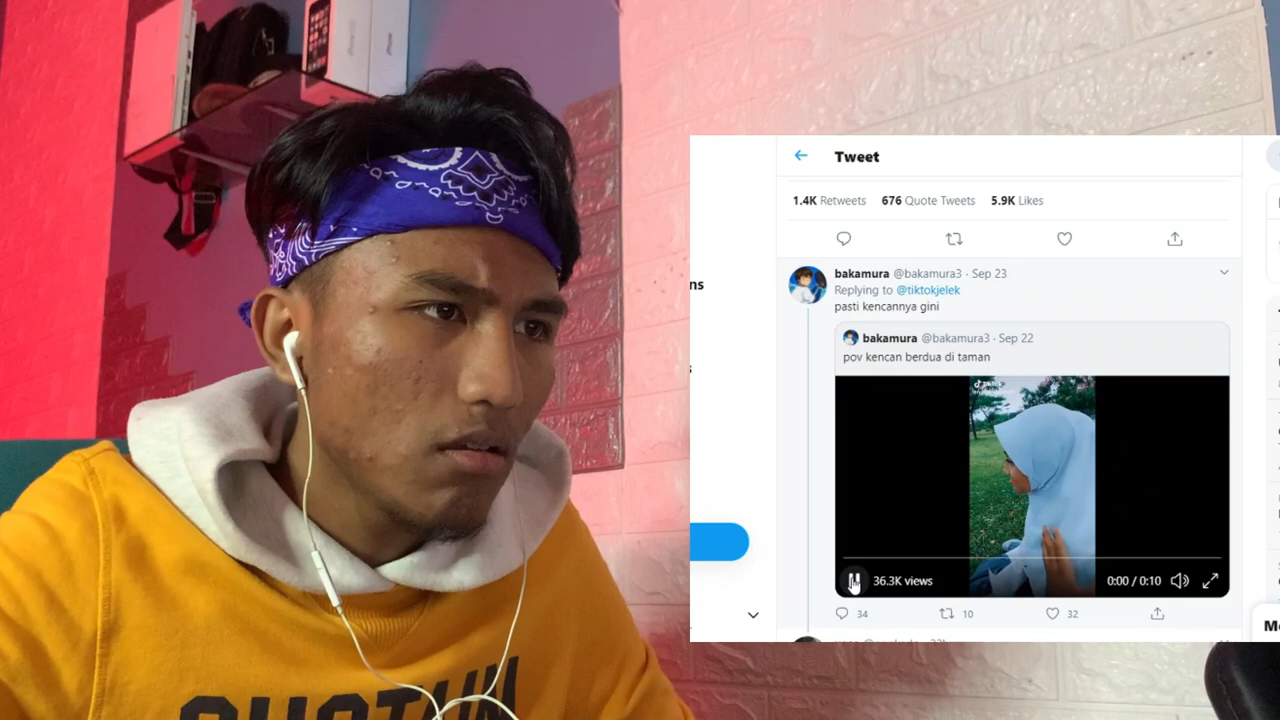 Tweet
1.4K Retweets 676 Quote Tweets 5.9K Likes
bakamura @bakamura3 · Sep 23
Replying to @tiktokjelek
pasti kencannya gini
bakamura @bakamura3 · Sep 22
pov kencan berdua di taman
36.3K views
0:00 / 0:10
34 10 32
ns